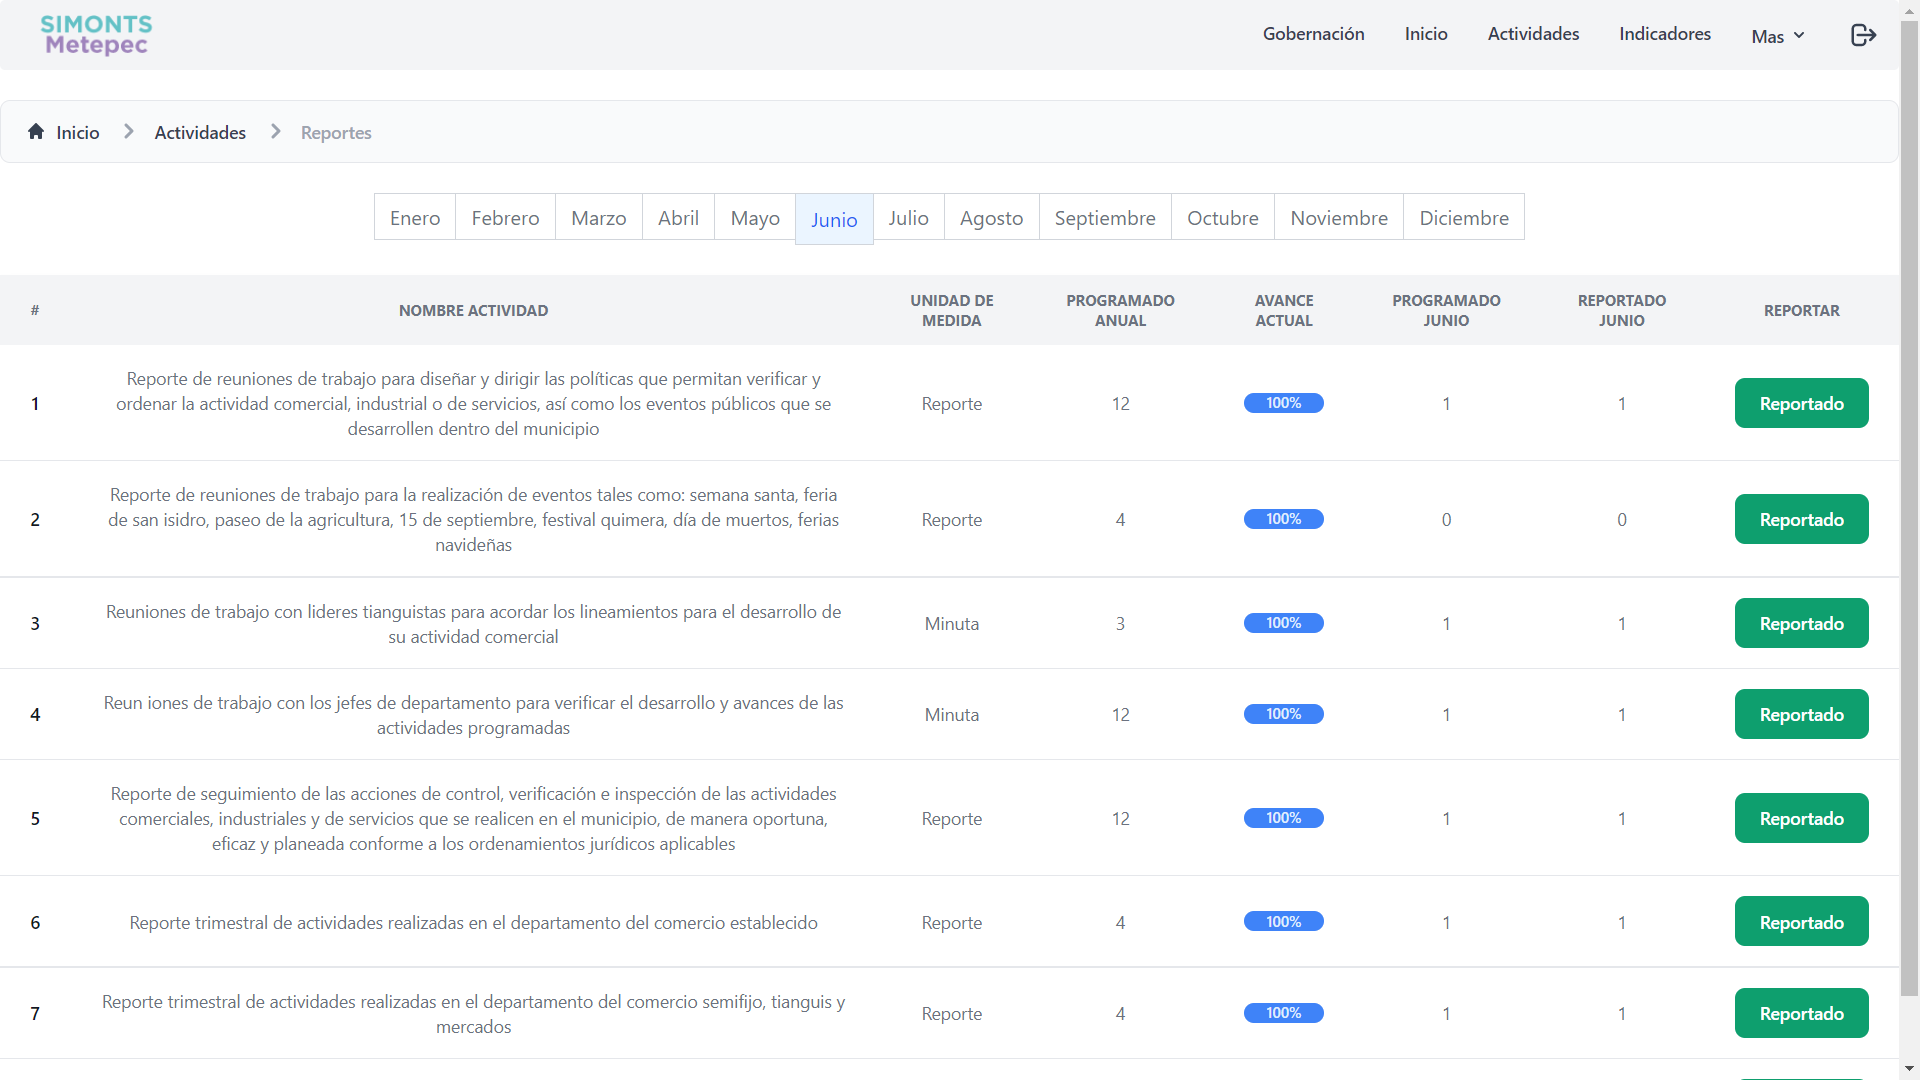 SIMONTS
Metepec
Gobernación
Inicio
Actividades
Indicadores
Mas
Inicio
Actividades
Reportes
Enero
Febrero
Marzo
Abril
Mayo
Junio
Julio
Agosto
Septiembre
Octubre
Noviembre
Diciembre
#
NOMBRE ACTIVIDAD
UNIDAD DE
MEDIDA
PROGRAMADO
ANUAL
AVANCE
ACTUAL
PROGRAMADO
JUNIO
REPORTADO
JUNIO
REPORTAR
1
Reporte de reuniones de trabajo para diseñar y dirigir las políticas que permitan verificar y
ordenar la actividad comercial, industrial o de servicios, así como los eventos públicos que se
desarrollen dentro del municipio
Reporte
12
100%
1
1
Reportado
2
Reporte de reuniones de trabajo para la realización de eventos tales como: semana santa, feria
de san isidro, paseo de la agricultura, 15 de septiembre, festival quimera, día de muertos, ferias
navideñas
Reporte
4
100%
0
0
Reportado
3
Reuniones de trabajo con lideres tianguistas para acordar los lineamientos para el desarrollo de
su actividad comercial
Minuta
3
100%
1
1
Reportado
4
Reun iones de trabajo con los jefes de departamento para verificar el desarrollo y avances de las
actividades programadas
Minuta
12
100%
1
1
Reportado
5
Reporte de seguimiento de las acciones de control, verificación e inspección de las actividades
comerciales, industriales y de servicios que se realicen en el municipio, de manera oportuna,
eficaz y planeada conforme a los ordenamientos jurídicos aplicables
Reporte
12
100%
1
1
Reportado
6
Reporte trimestral de actividades realizadas en el departamento del comercio establecido
Reporte
4
100%
1
1
Reportado
7
Reporte trimestral de actividades realizadas en el departamento del comercio semifijo, tianguis y
mercados
Reporte
4
100%
1
1
Reportado